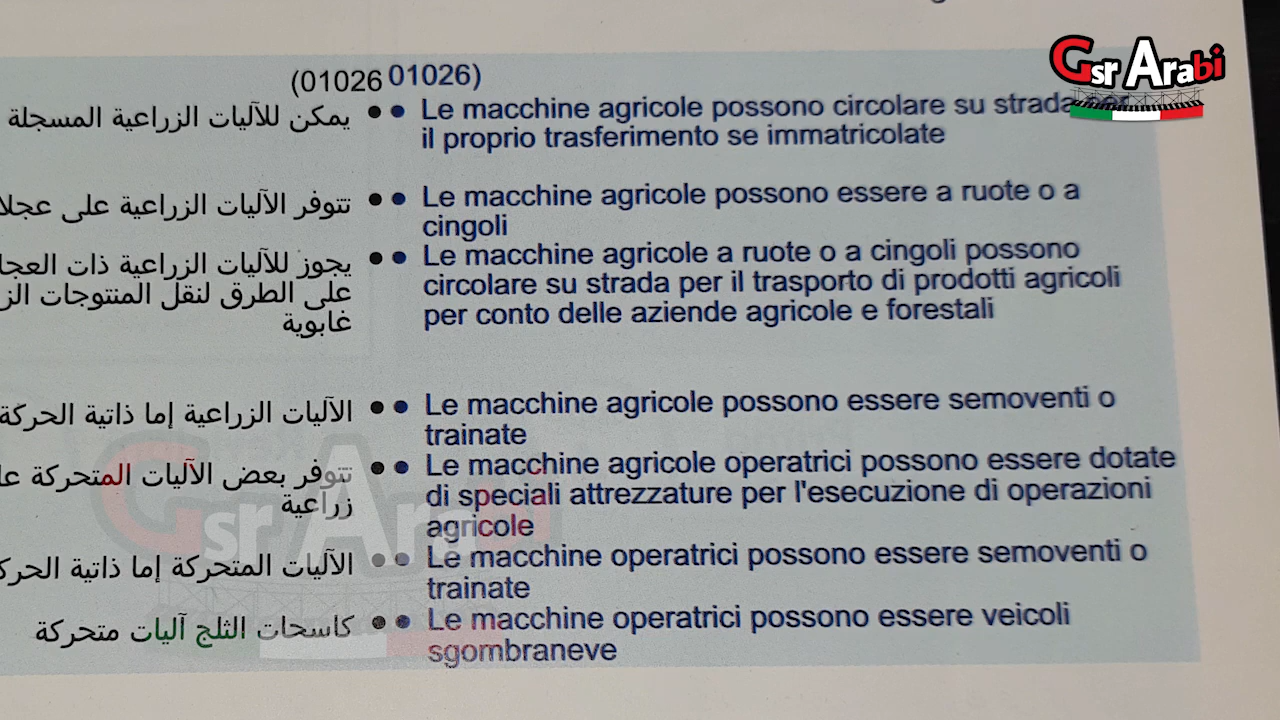 Gsr Arabi
(01026 01026)
يمكن للآليات الزراعية المسجلة
Le macchine agricole possono circolare su strada per
il proprio trasferimento se immatricolate
تتوفر الآليات الزراعية على
Le macchine agricole possono essere a ruote o a
cingoli
يجوز للآليات الزراعية ذات
على الطرق لنقل المنتوجات
غابوية
Le macchine agricole a ruote o a cingoli possono
circolare su strada per il trasporto di prodotti agricoli
per conto delle aziende agricole e forestali
الآليات الزراعية إما ذاتية الحركة
Le macchine agricole possono essere semoventi o
trainate
تتوفر بعض الآليات المتحركة
زراعية
Le macchine agricole operatrici possono essere dotate
di speciali attrezzature per l'esecuzione di operazioni
agricole
الآليات المتحركة إما ذاتية
Le macchine operatrici possono essere semoventi o
trainate
كاسحات الثلج آليات متحركة
Le macchine operatrici possono essere veicoli
sgombraneve
Gsr Arabi